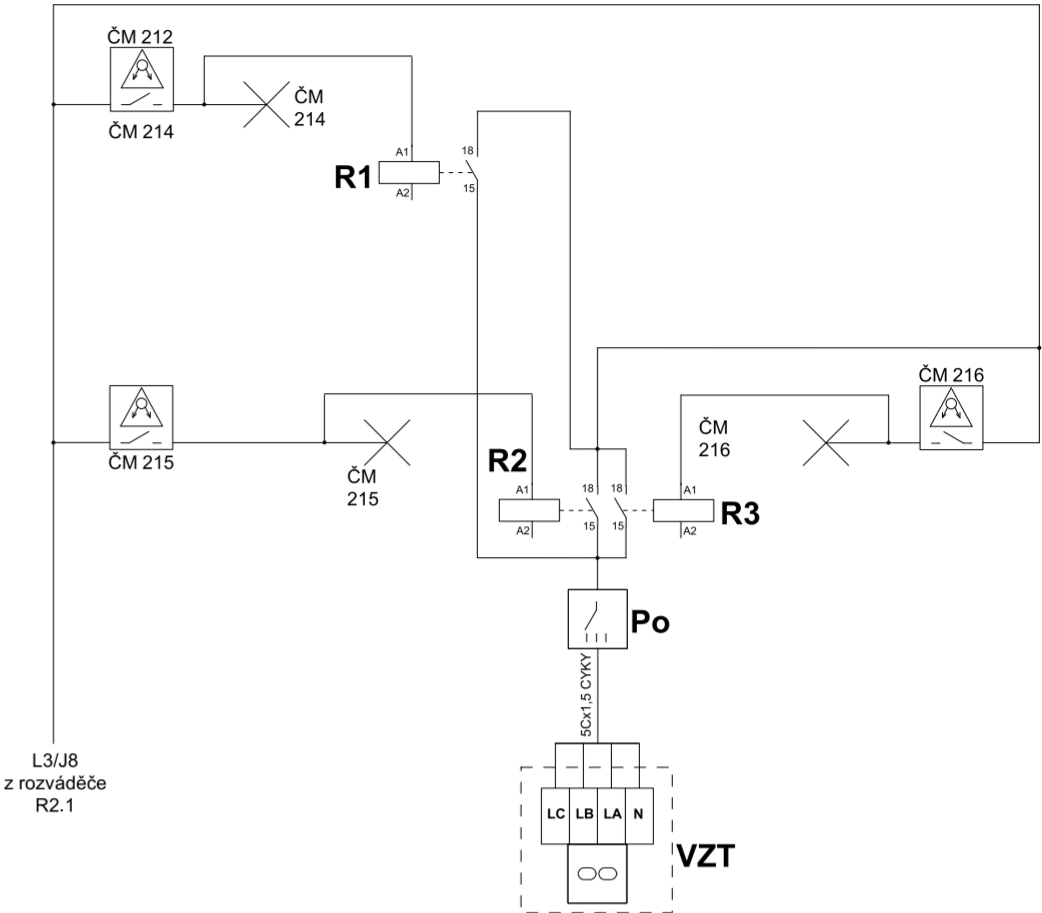 ČM 212
ČM 214
ČM
214
A1
R1
A2
18
15
ČM 215
ČM
215
R2
A1
A2
18
15
18
15
A1
A2
R3
ČM
216
ČM 216
Po
5Cx1,5 CYKY
L3/J8
z rozváděče
R2.1
LC LB LA N
VZT